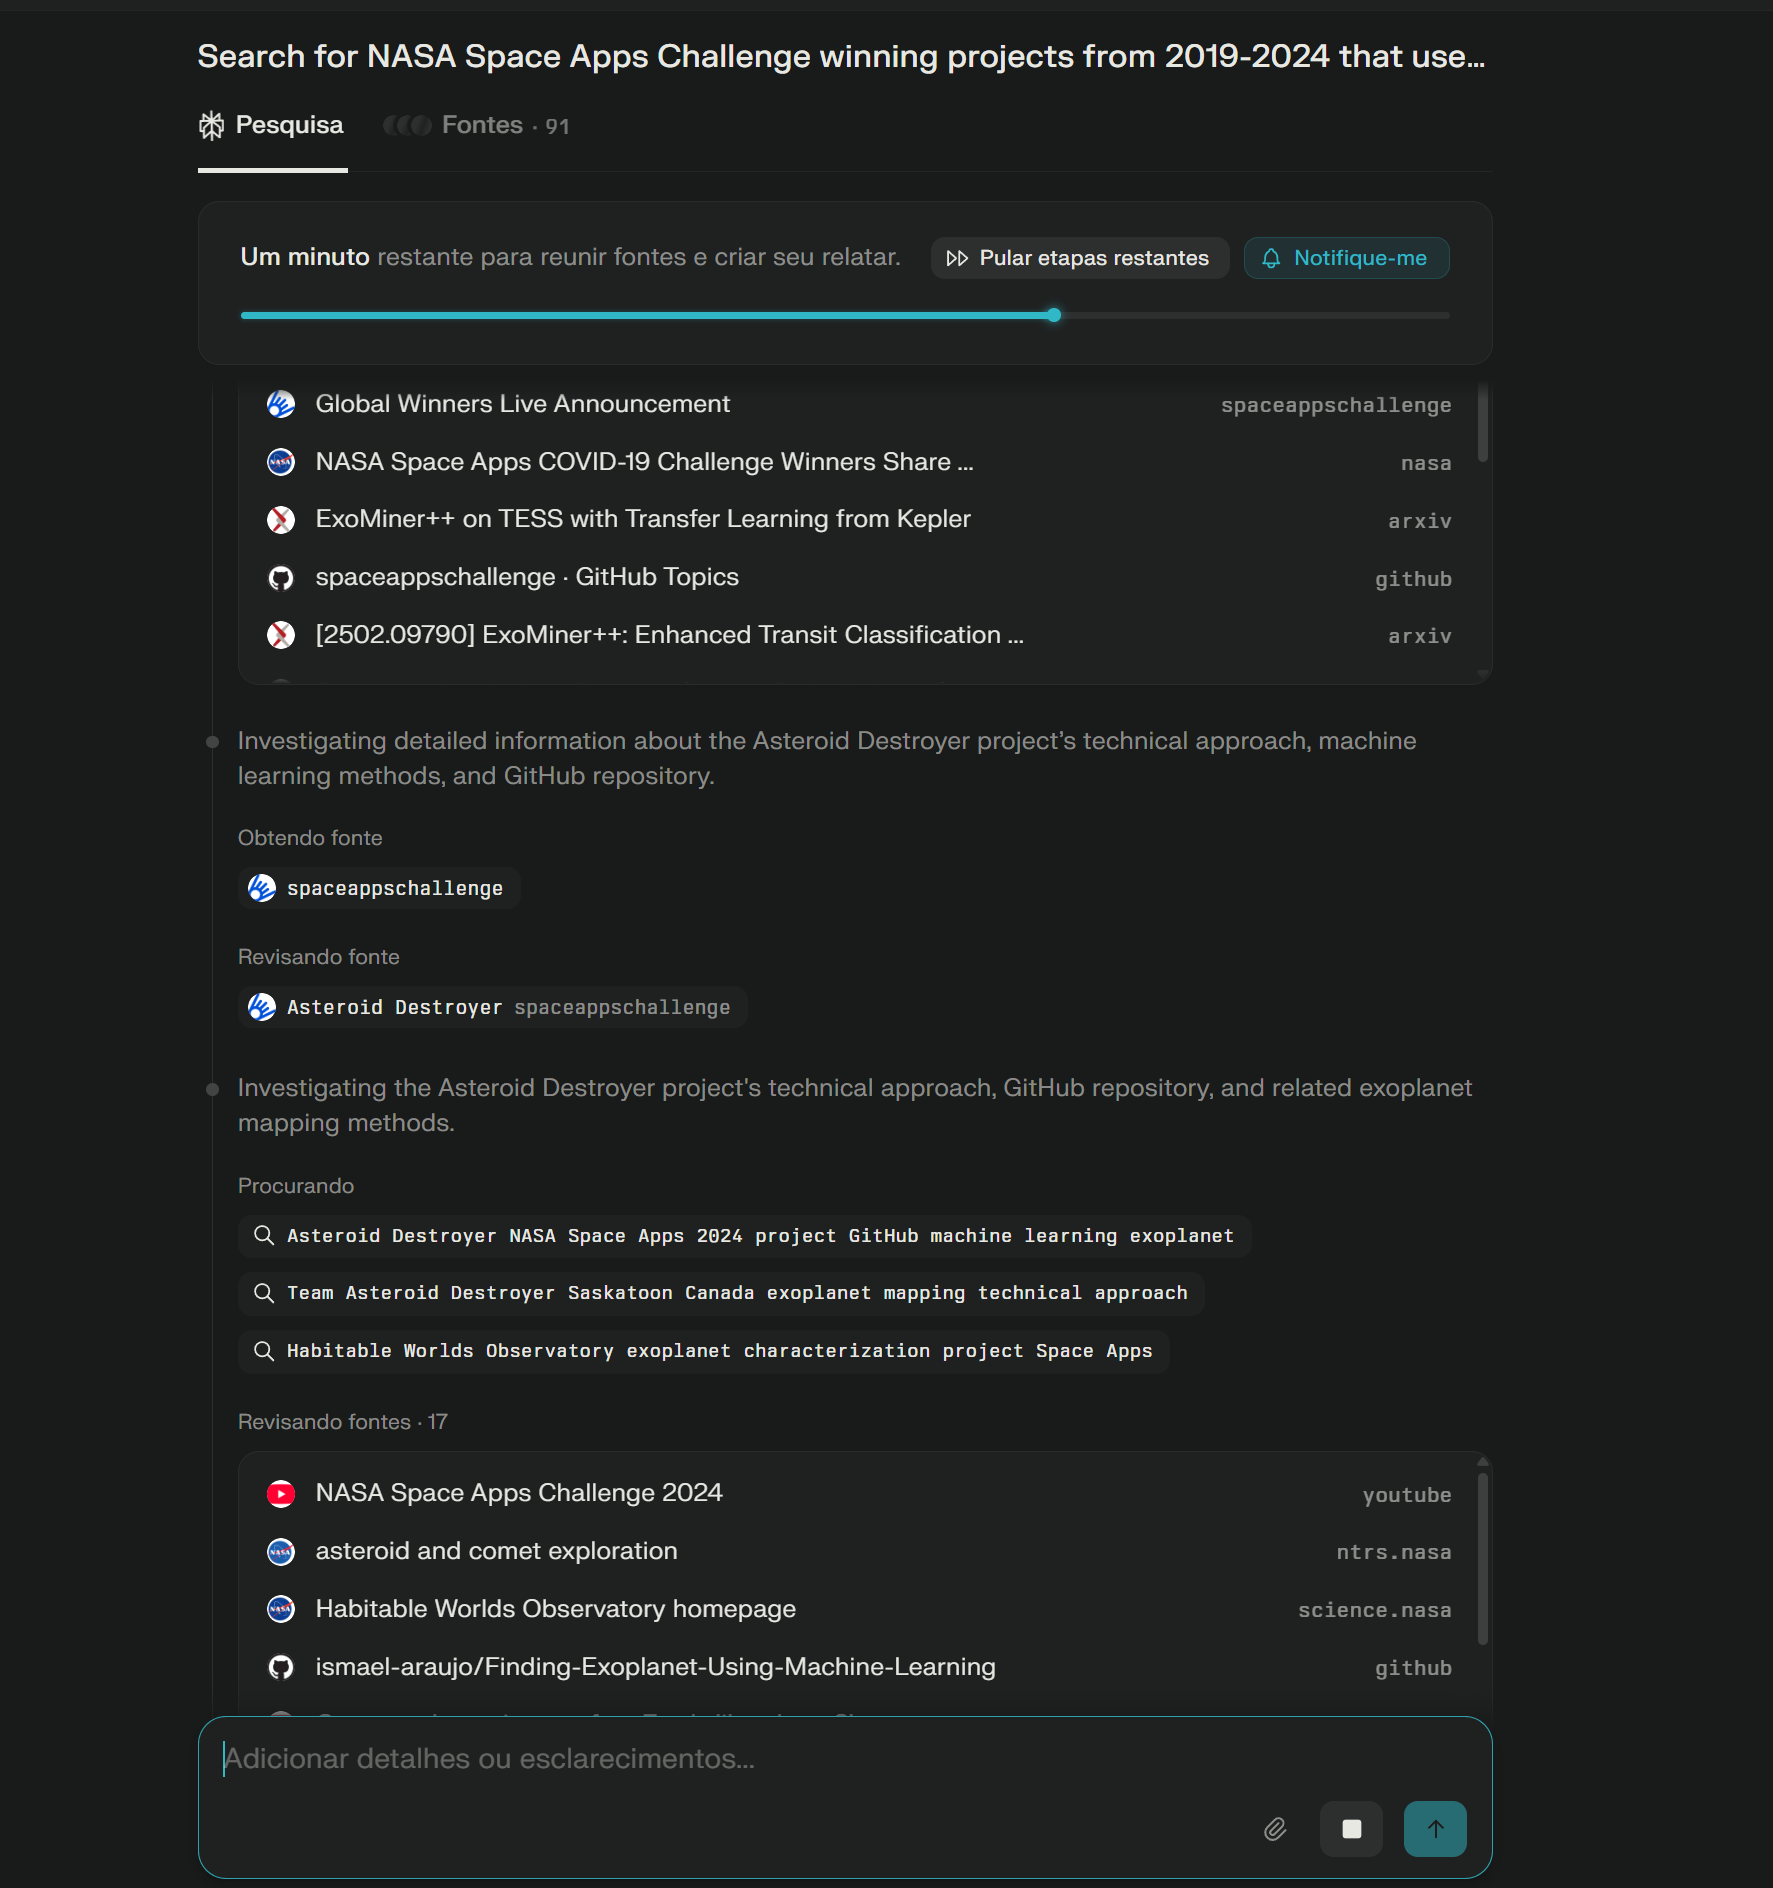 Search for NASA Space Apps Challenge winning projects from 2019-2024 that use...
Pesquisa
Fontes · 91
Um minuto restante para reunir fontes e criar seu relatar.
Pular etapas restantes
Notifique-me
Global Winners Live Announcement spaceappschallenge
NASA Space Apps COVID-19 Challenge Winners Share ... nasa
ExoMiner++ on TESS with Transfer Learning from Kepler arxiv
spaceappschallenge · GitHub Topics github
[2502.09790] ExoMiner++: Enhanced Transit Classification ... arxiv
Investigating detailed information about the Asteroid Destroyer project’s technical approach, machine
learning methods, and GitHub repository.
Obtendo fonte
spaceappschallenge
Revisando fonte
Asteroid Destroyer spaceappschallenge
Investigating the Asteroid Destroyer project's technical approach, GitHub repository, and related exoplanet
mapping methods.
Procurando
Asteroid Destroyer NASA Space Apps 2024 project GitHub machine learning exoplanet
Team Asteroid Destroyer Saskatoon Canada exoplanet mapping technical approach
Habitable Worlds Observatory exoplanet characterization project Space Apps
Revisando fontes · 17
NASA Space Apps Challenge 2024 youtube
asteroid and comet exploration ntrs.nasa
Habitable Worlds Observatory homepage science.nasa
ismael-araujo/Finding-Exoplanet-Using-Machine-Learning github
Adicionar detalhes ou esclarecimentos...